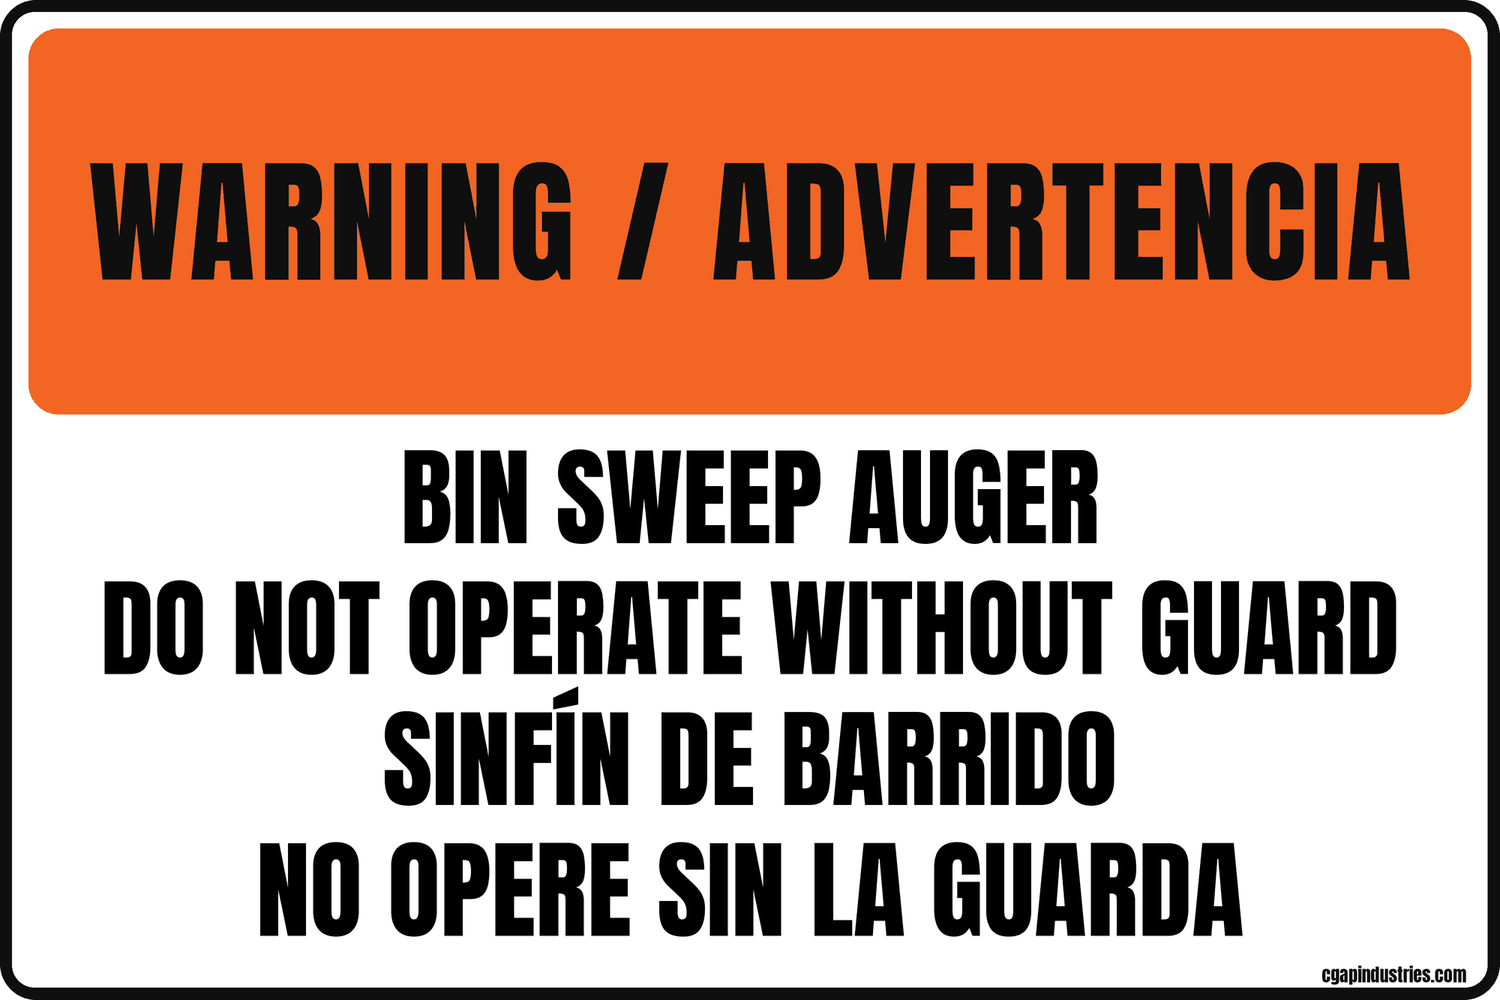 WARNING / ADVERTENCIA
BIN SWEEP AUGER
DO NOT OPERATE WITHOUT GUARD
SINFÍN DE BARRIDO
NO OPERE SIN LA GUARDA
cgapindustries.com